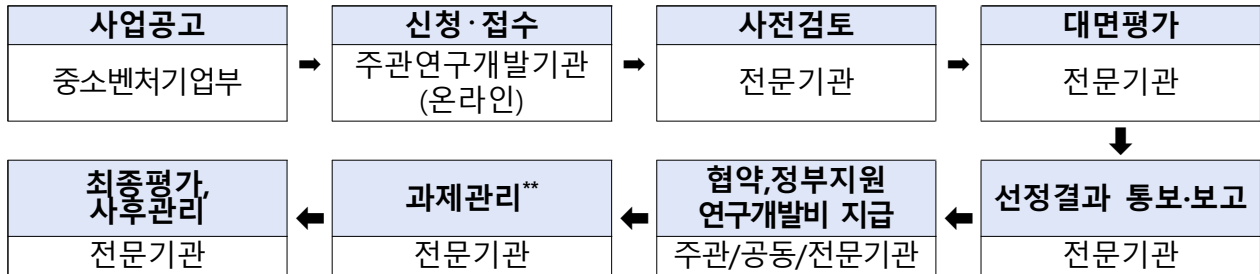 사업공고
중소벤처기업부
신청·접수
주관연구개발기관
(온라인)
사전검토
전문기관
대면평가
전문기관
선정결과 통보·보고
전문기관
협약,정부지원
연구개발비 지급
주관/공동/전문기관
과제관리**
전문기관
최종평가,
사후관리
전문기관